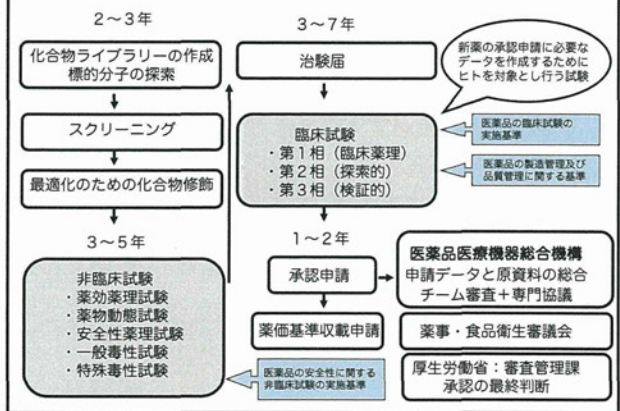 2～3年
化合物ライブラリーの作成
標的分子の探索
スクリーニング
最適化のための化合物修飾
3～5年
非臨床試験
・薬効薬理試験
・薬物動態試験
・安全性薬理試験
・一般毒性試験
・特殊毒性試験
医薬品の安全性に関する
非臨床試験の実施基準
3～7年
治験届
新薬の承認申請に必要な
データを作成するために
ヒトを対象とし行う試験
臨床試験
・第1相（臨床薬理）
・第2相（探索的）
・第3相（検証的）
医薬品の臨床試験の
実施基準
医薬品の製造管理及び
品質管理に関する基準
1～2年
承認申請
薬価基準収載申請
医薬品医療機器総合機構
申請データと原資料の総合
チーム審査＋専門協議
薬事・食品衛生審議会
厚生労働省：審査管理課
承認の最終判断